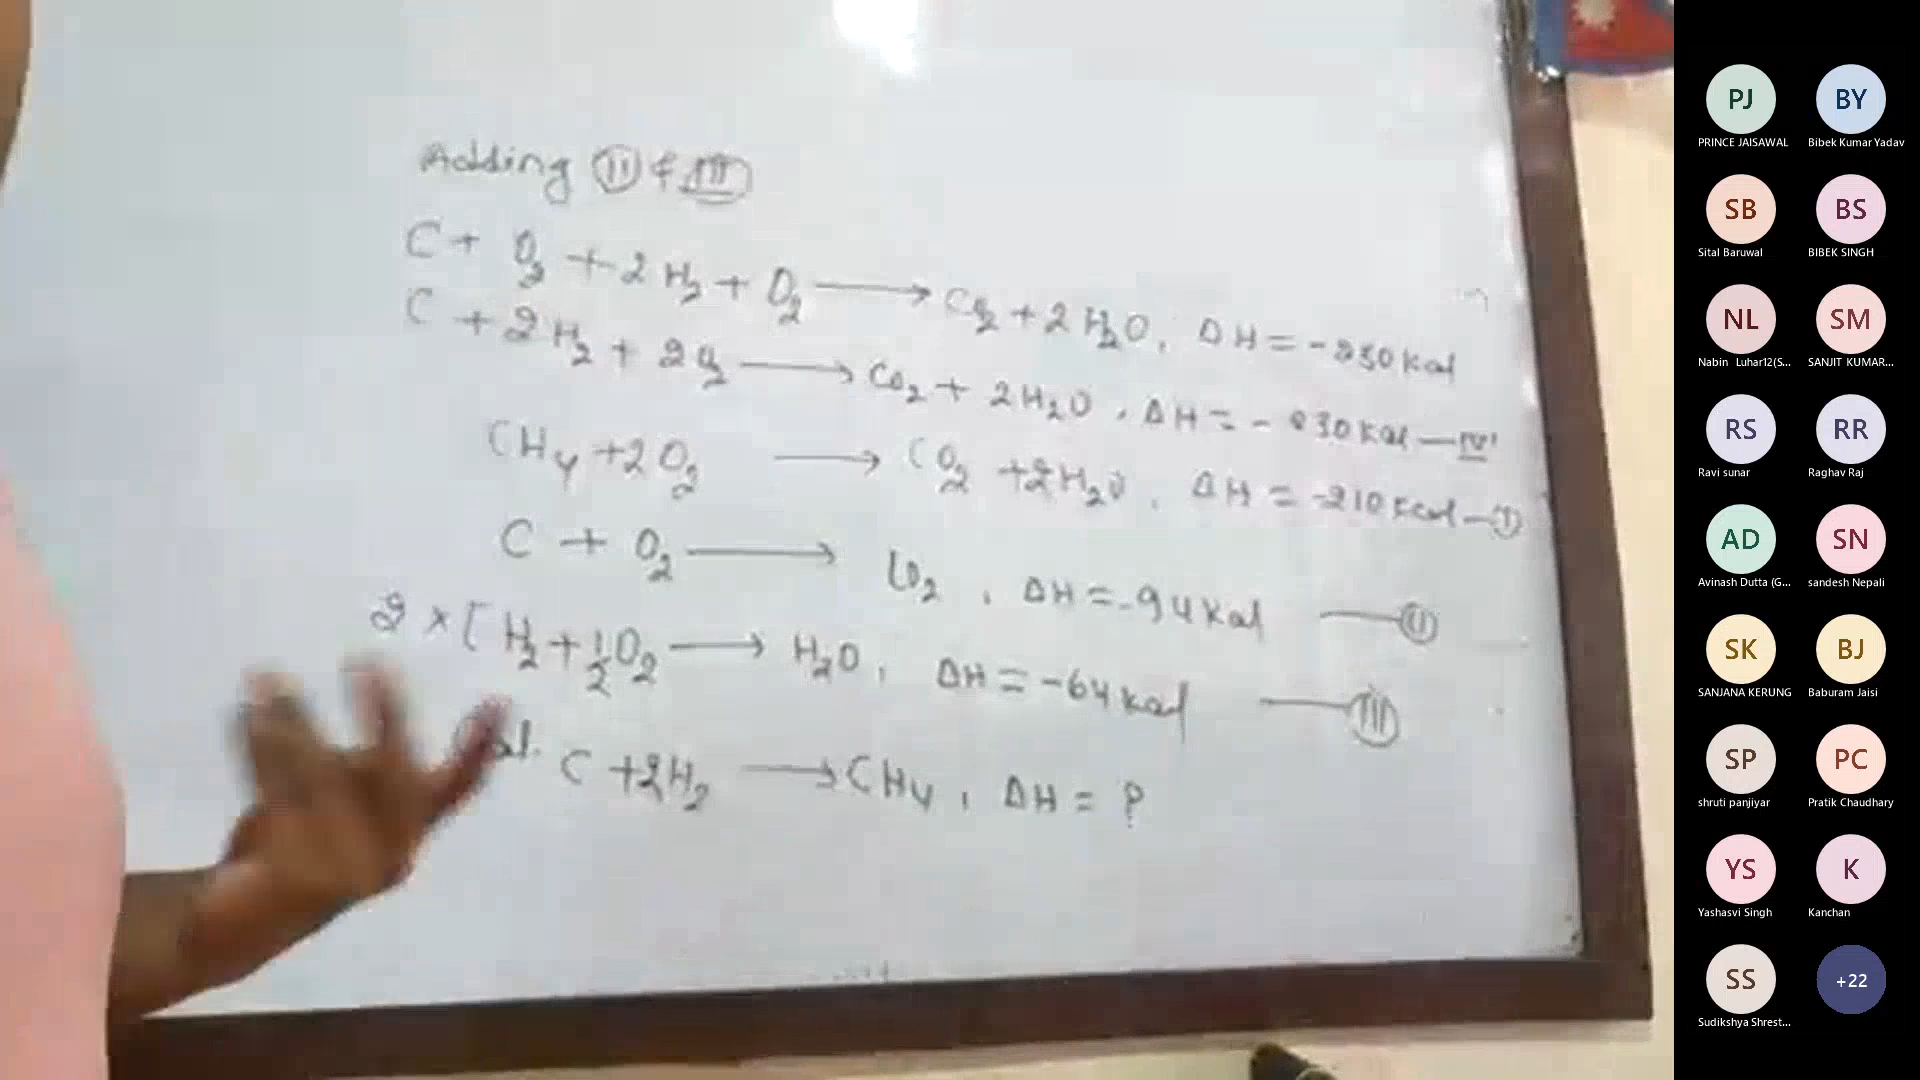 Adding (II) & (III)
C + O2 + 2H2 + O2 ⟶ CO2 + 2H2O, ΔH = -230 Kcal
C + 2H2 + 2O2 ⟶ CO2 + 2H2O, ΔH = - 230 Kcal — IV
CH4 + 2O2 ⟶ CO2 + 2H2O, ΔH = -210 Kcal — (I)
C + O2 ⟶ CO2, ΔH = -94 Kcal — (II)
2 × [ H2 + 1/2 O2 ⟶ H2O, ΔH = -64 Kcal — (III)
C + 2H2 ⟶ CH4, ΔH = ?
PJ BY
PRINCE JAISAWAL Bibek Kumar Yadav
SB BS
Sital Baruwal BIBEK SINGH
NL SM
Nabin Luhar12(S... SANJIT KUMAR...
RS RR
Ravi sunar Raghav Raj
AD SN
Avinash Dutta (G... sandesh Nepali
SK BJ
SANJANA KERUNG Baburam Jaisi
SP PC
shruti panjiyar Pratik Chaudhary
YS K
Yashasvi Singh Kanchan
SS +22
Sudikshya Shrest...